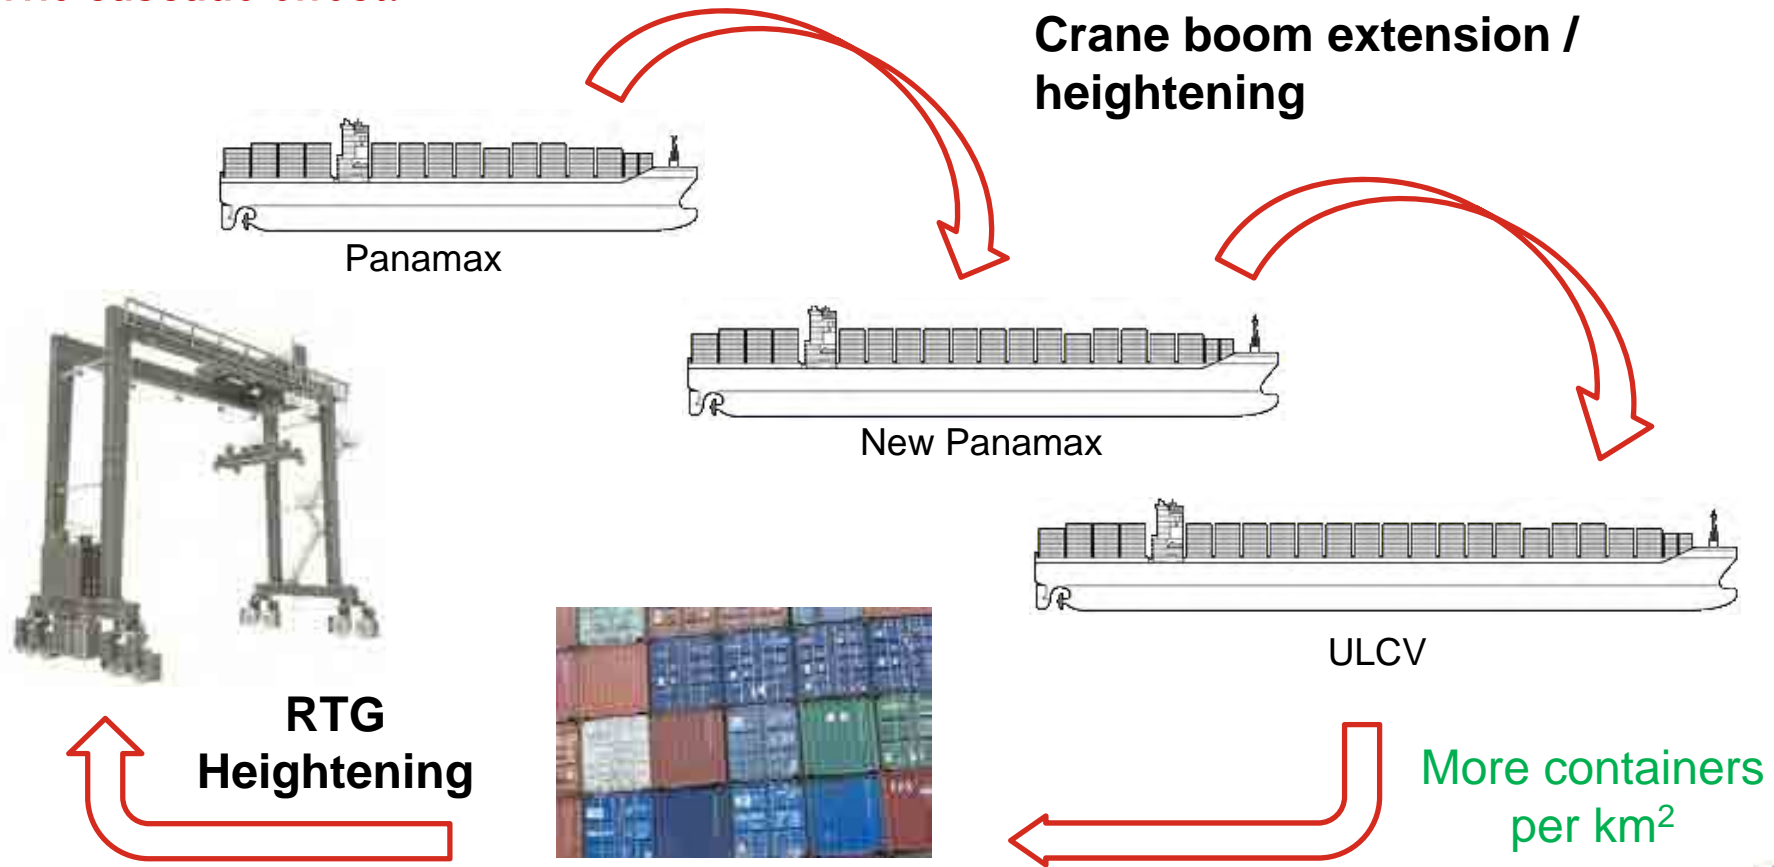 Crane boom extension /
heightening
Panamax
New Panamax
ULCV
RTG
Heightening
More containers
per km²